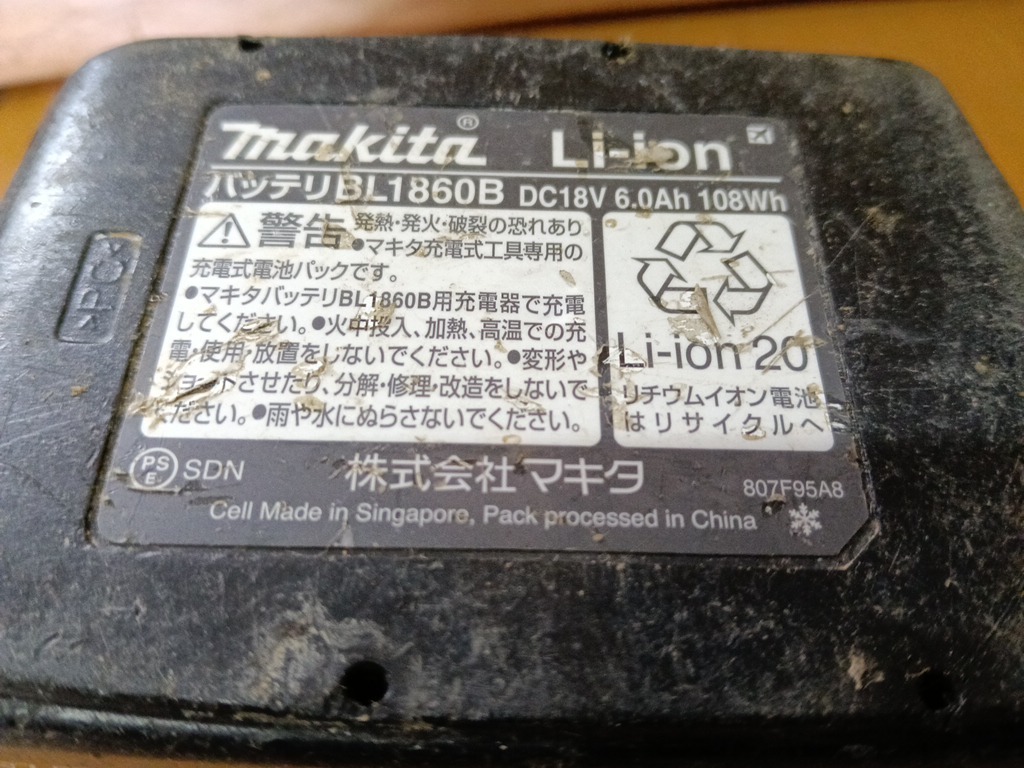 makita® Li-ion
バッテリBL1860B DC18V 6.0Ah 108Wh
警告 発熱・発火・破裂の恐れあり
●マキタ充電式工具専用の
充電式電池パックです。
●マキタバッテリBL1860B用充電器で充電
してください。●火中投入、加熱、高温での充
電・使用・放置をしないでください。●変形や
ショートさせたり、分解・修理・改造をしないで
ください。●雨や水にぬらさないでください。
Li-ion 20
リチウムイオン電池
はリサイクルへ
PS
E
SDN
株式会社マキタ
807F95A8
Cell Made in Singapore, Pack processed in China
>PC<